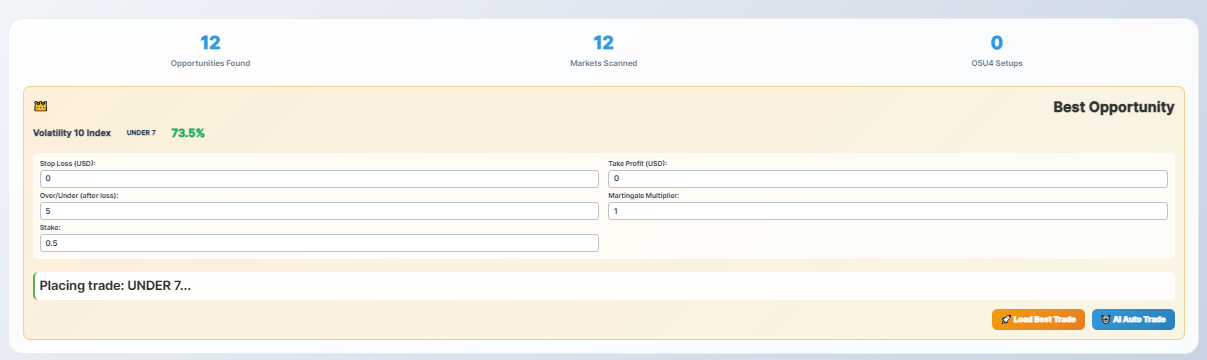 12
Opportunities Found
12
Markets Scanned
0
O5U4 Setups
Best Opportunity
Volatility 10 Index UNDER 7 73.5%
Stop Loss (USD):
0
Take Profit (USD):
0
Over/Under (after loss):
5
Martingale Multiplier:
1
Stake:
0.5
Placing trade: UNDER 7...
Load Best Trade
AI Auto Trade